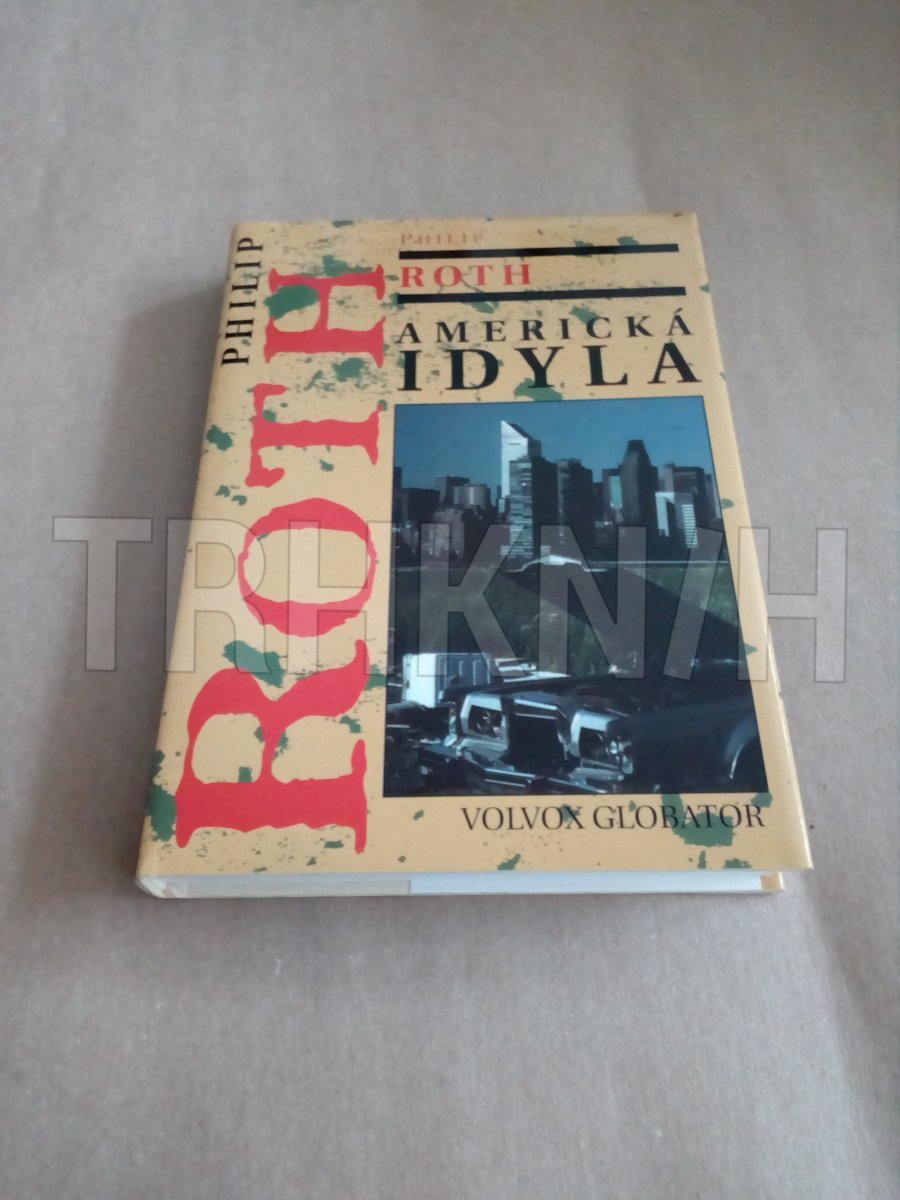 PHILIP
ROTH
PHILIP
ROTH
AMERICKÁ
IDYLA
VOLVOX GLOBATOR
TRHKNIH